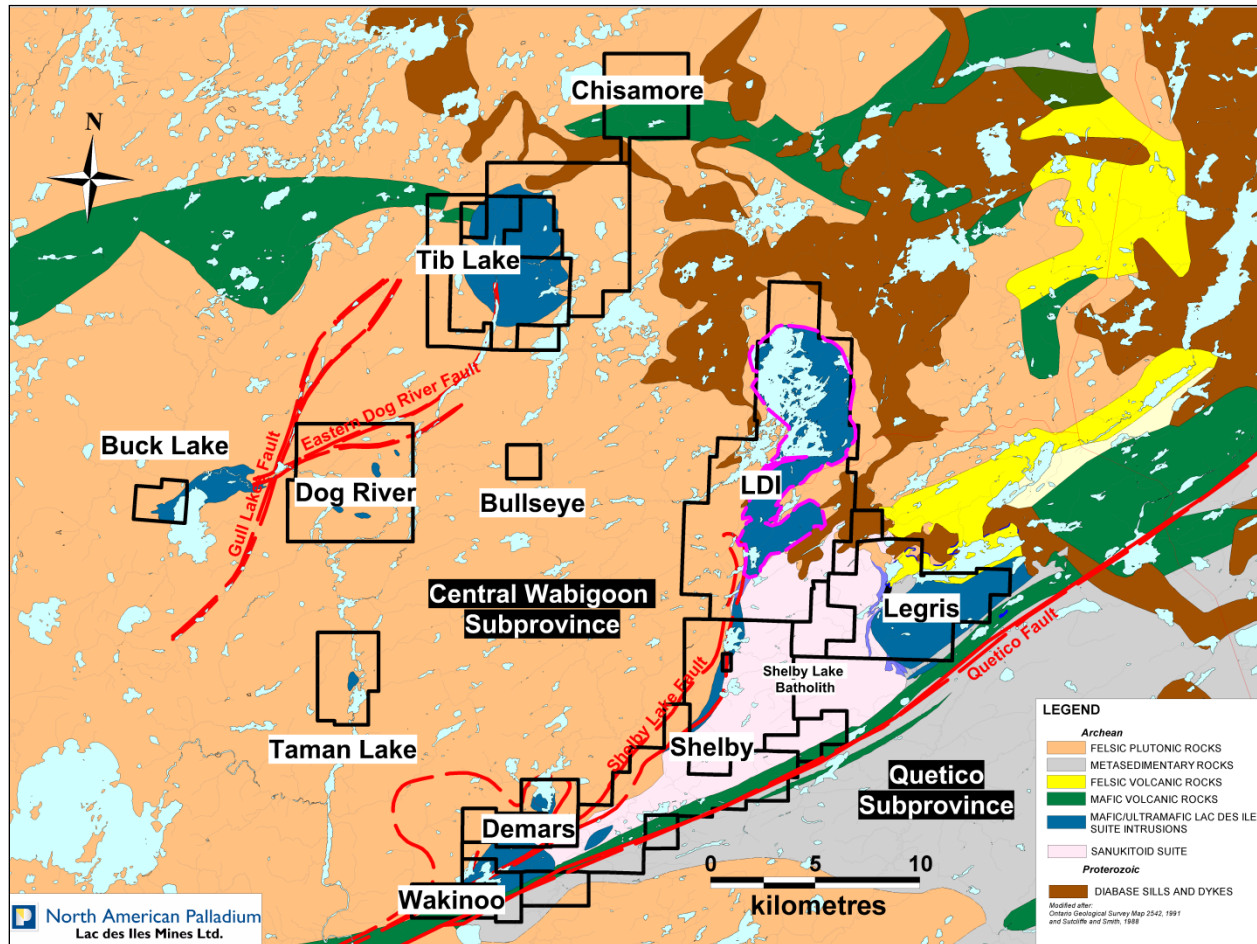 Chisamore
N
Tib Lake
Eastern Dog River Fault
Buck Lake
Gull Lake Fault
Dog River
Bullseye
LDI
Central Wabigoon
Subprovince
Legris
Quetico Fault
Shelby Lake
Batholith
Shelby Lake Fault
Taman Lake
Shelby
Quetico
Subprovince
Demars
Wakinoo
0 5 10
kilometres
LEGEND
Archean
FELSIC PLUTONIC ROCKS
METASEDIMENTARY ROCKS
FELSIC VOLCANIC ROCKS
MAFIC VOLCANIC ROCKS
MAFIC/ULTRAMAFIC LAC DES ILE
SUITE INTRUSIONS
SANUKITOID SUITE
Proterozoic
DIABASE SILLS AND DYKES
Modified after:
Ontario Geological Survey Map 2542, 1991
and Sutcliffe and Smith, 1988
North American Palladium
Lac des Iles Mines Ltd.